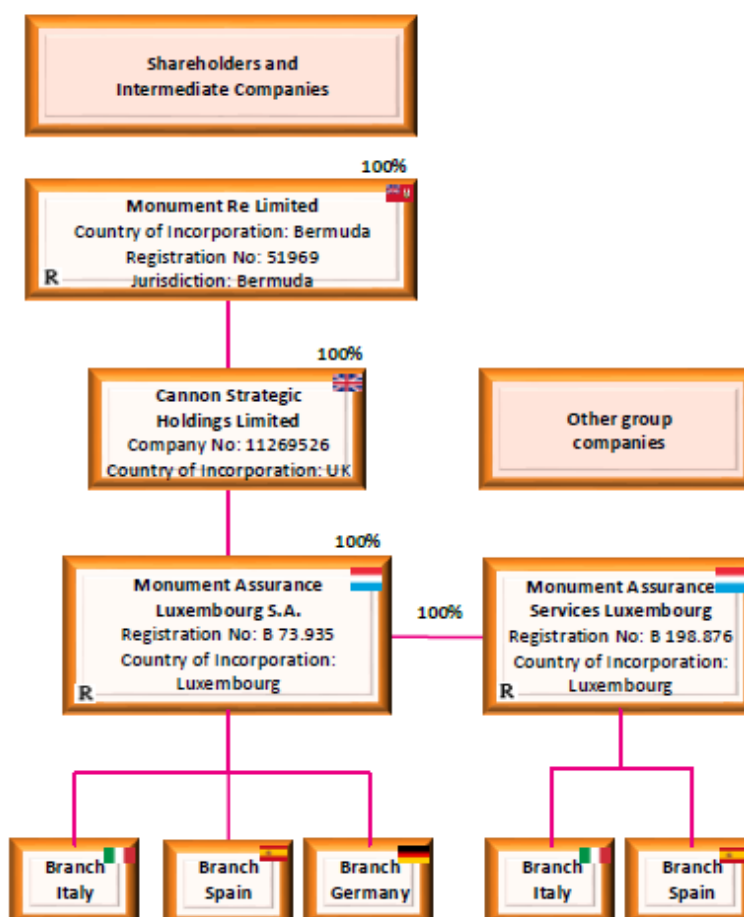 Shareholders and
Intermediate Companies
100%
Monument Re Limited
Country of Incorporation: Bermuda
Registration No: 51969
Jurisdiction: Bermuda
R
100%
Cannon Strategic
Holdings Limited
Company No: 11269526
Country of Incorporation: UK
Other group
companies
100%
Monument Assurance
Luxembourg S.A.
Registration No: B 73.935
Country of Incorporation:
Luxembourg
R
100%
Monument Assurance
Services Luxembourg
Registration No: B 198.876
Country of Incorporation:
Luxembourg
R
Branch
Italy
Branch
Spain
Branch
Germany
Branch
Italy
Branch
Spain